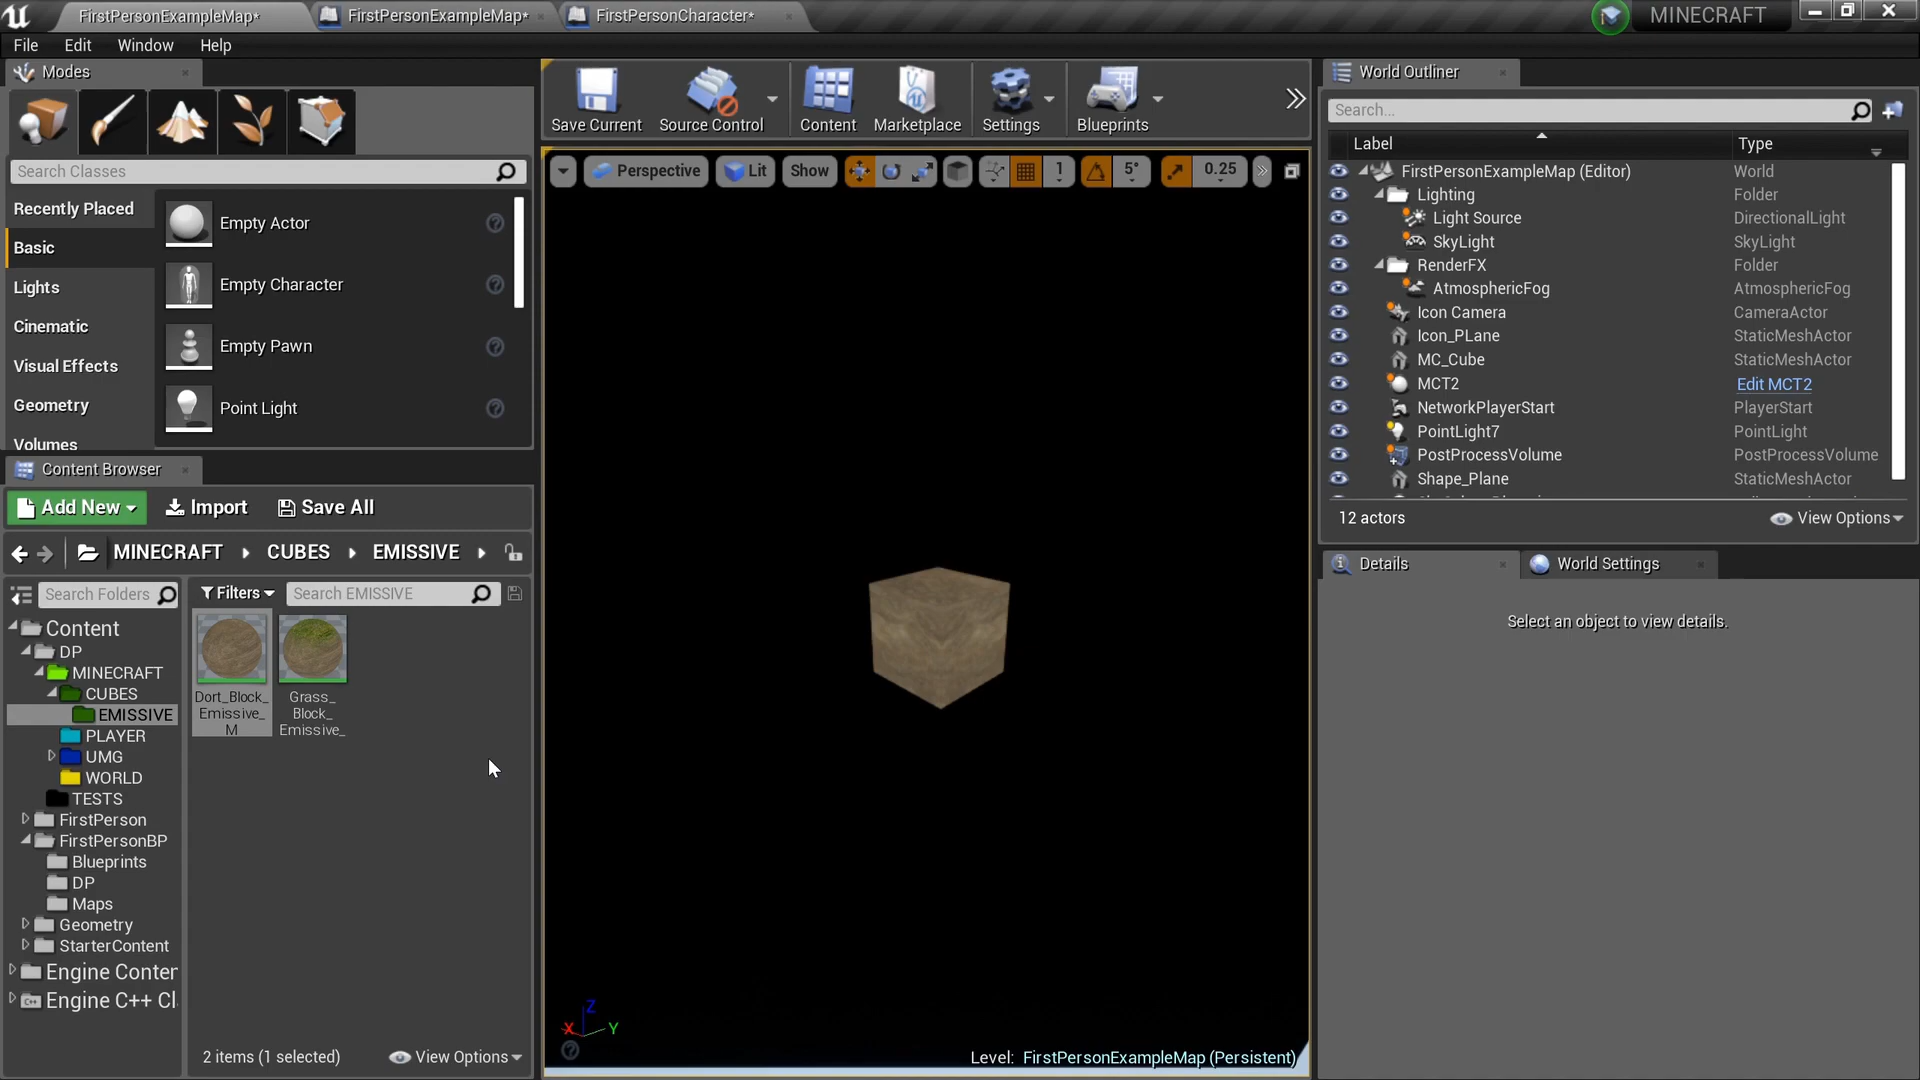 FirstPersonExampleMap*
FirstPersonExampleMap*
FirstPersonCharacter*
MINECRAFT
File
Edit
Window
Help
Modes
Search Classes
Recently Placed
Basic
Lights
Cinematic
Visual Effects
Geometry
Volumes
Empty Actor
Empty Character
Empty Pawn
Point Light
Save Current
Source Control
Content
Marketplace
Settings
Blueprints
Perspective
Lit
Show
1
5°
0.25
World Outliner
Search...
Label
Type
FirstPersonExampleMap (Editor)
World
Lighting
Folder
Light Source
DirectionalLight
SkyLight
SkyLight
RenderFX
Folder
AtmosphericFog
AtmosphericFog
Icon Camera
CameraActor
Icon_PLane
StaticMeshActor
MC_Cube
StaticMeshActor
MCT2
Edit MCT2
NetworkPlayerStart
PlayerStart
PointLight7
PointLight
PostProcessVolume
PostProcessVolume
Shape_Plane
StaticMeshActor
12 actors
View Options
Details
World Settings
Select an object to view details.
Content Browser
Add New
Import
Save All
MINECRAFT
CUBES
EMISSIVE
Search Folders
Filters
Search EMISSIVE
Content
DP
MINECRAFT
CUBES
EMISSIVE
PLAYER
UMG
WORLD
TESTS
FirstPerson
FirstPersonBP
Blueprints
DP
Maps
Geometry
StarterContent
Engine Conten
Engine C++ Cl
Dort_Block_
Emissive_
M
Grass_
Block_
Emissive_
2 items (1 selected)
View Options
Z
X
Y
Level: FirstPersonExampleMap (Persistent)